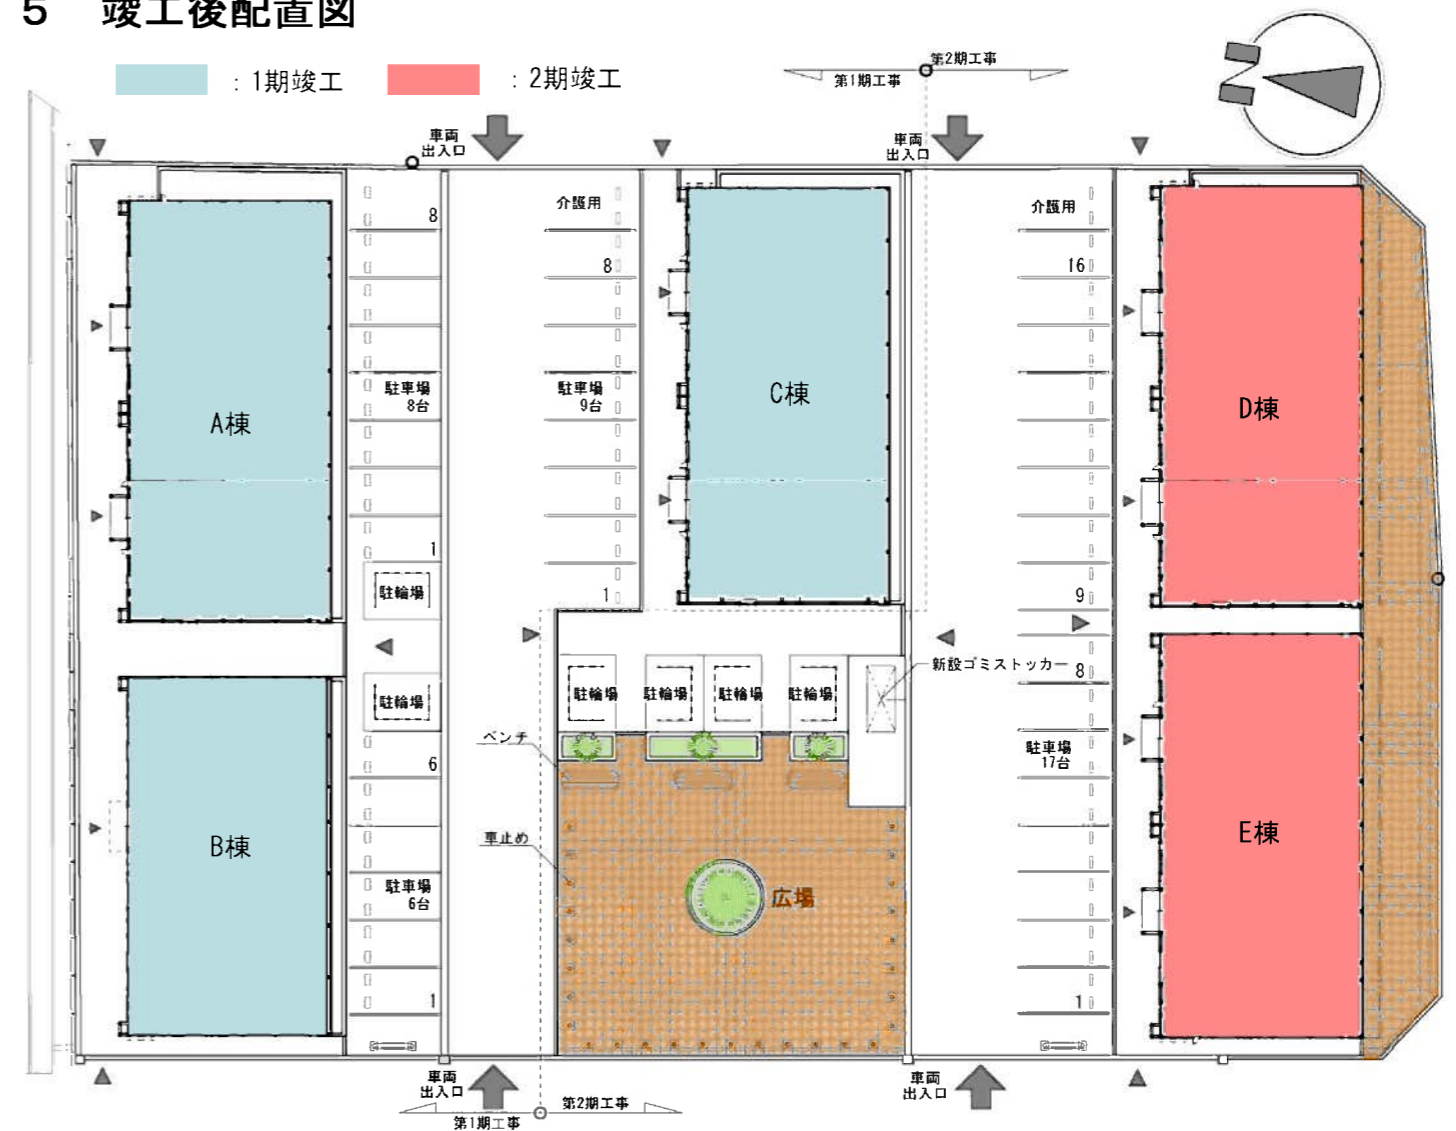 5 竣工後配置図
：1期竣工
：2期竣工
第2期工事
第1期工事
N
車両
出入口
車両
出入口
8
介護用
8
介護用
16
駐車場
8台
駐車場
9台
A棟
C棟
D棟
1
駐輪場
1
9
駐輪場
駐輪場
駐輪場
駐輪場
駐輪場
新設ゴミストッカー
8
ベンチ
6
駐車場
17台
車止め
B棟
E棟
駐車場
6台
広場
1
1
車両
出入口
車両
出入口
第2期工事
第1期工事